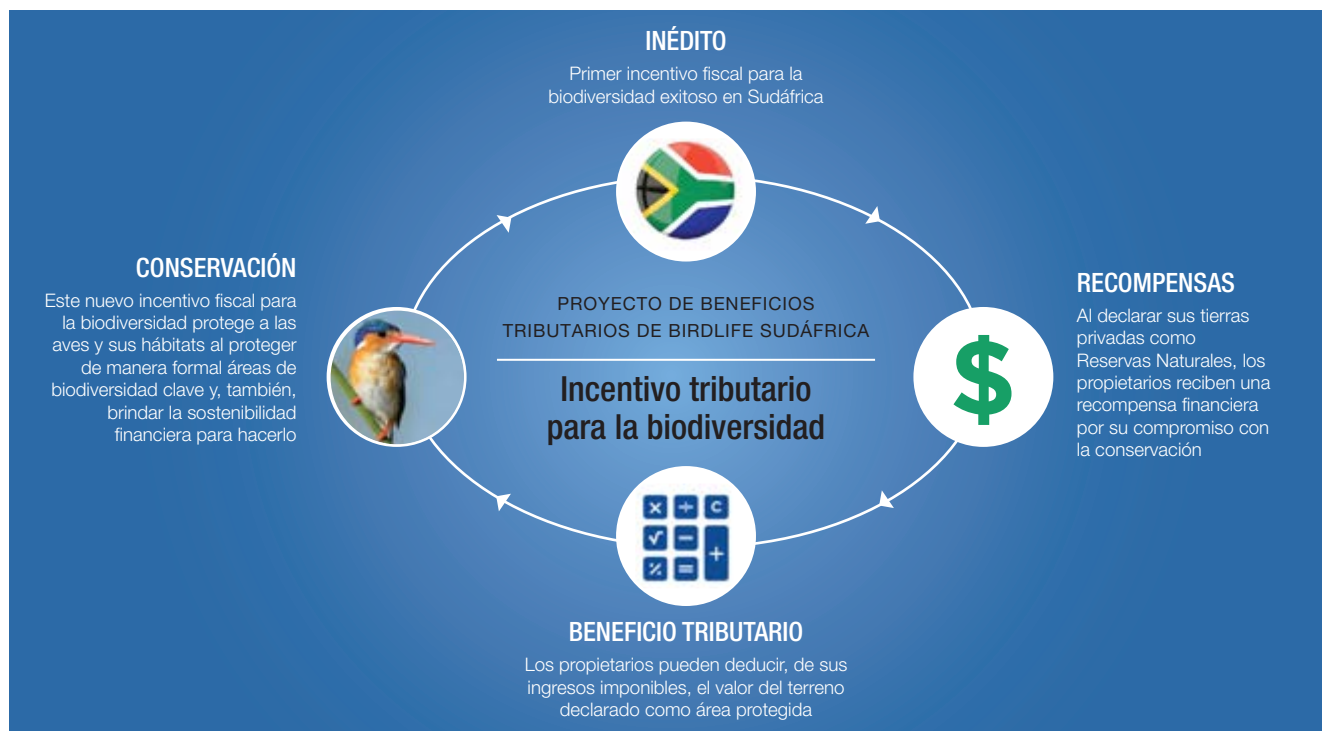 INÉDITO
Primer incentivo fiscal para la
biodiversidad exitoso en Sudáfrica
CONSERVACIÓN
Este nuevo incentivo fiscal para
la biodiversidad protege a las
aves y sus hábitats al proteger
de manera formal áreas de
biodiversidad clave y, también,
brindar la sostenibilidad
financiera para hacerlo
PROYECTO DE BENEFICIOS
TRIBUTARIOS DE BIRDLIFE SUDÁFRICA
Incentivo tributario
para la biodiversidad
$
RECOMPENSAS
Al declarar sus tierras
privadas como
Reservas Naturales, los
propietarios reciben una
recompensa financiera
por su compromiso con
la conservación
× ÷ C
√ −
+
% =
BENEFICIO TRIBUTARIO
Los propietarios pueden deducir, de sus
ingresos imponibles, el valor del terreno
declarado como área protegida